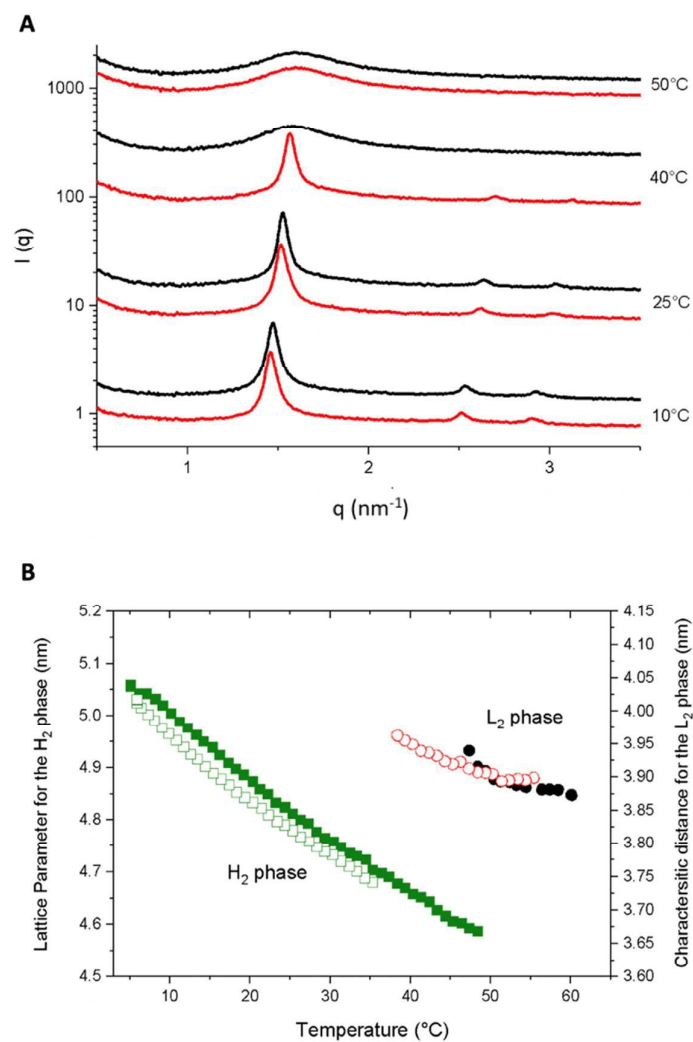 A
1000
100
10
1
I (q)
50°C
40°C
25°C
10°C
1
2
3
q (nm-1)
B
5.2
5.1
5.0
4.9
4.8
4.7
4.6
4.5
Lattice Parameter for the H2 phase (nm)
L2 phase
H2 phase
4.15
4.10
4.05
4.00
3.95
3.90
3.85
3.80
3.75
3.70
3.65
3.60
Charactersitic distance for the L2 phase (nm)
10
20
30
40
50
60
Temperature (°C)